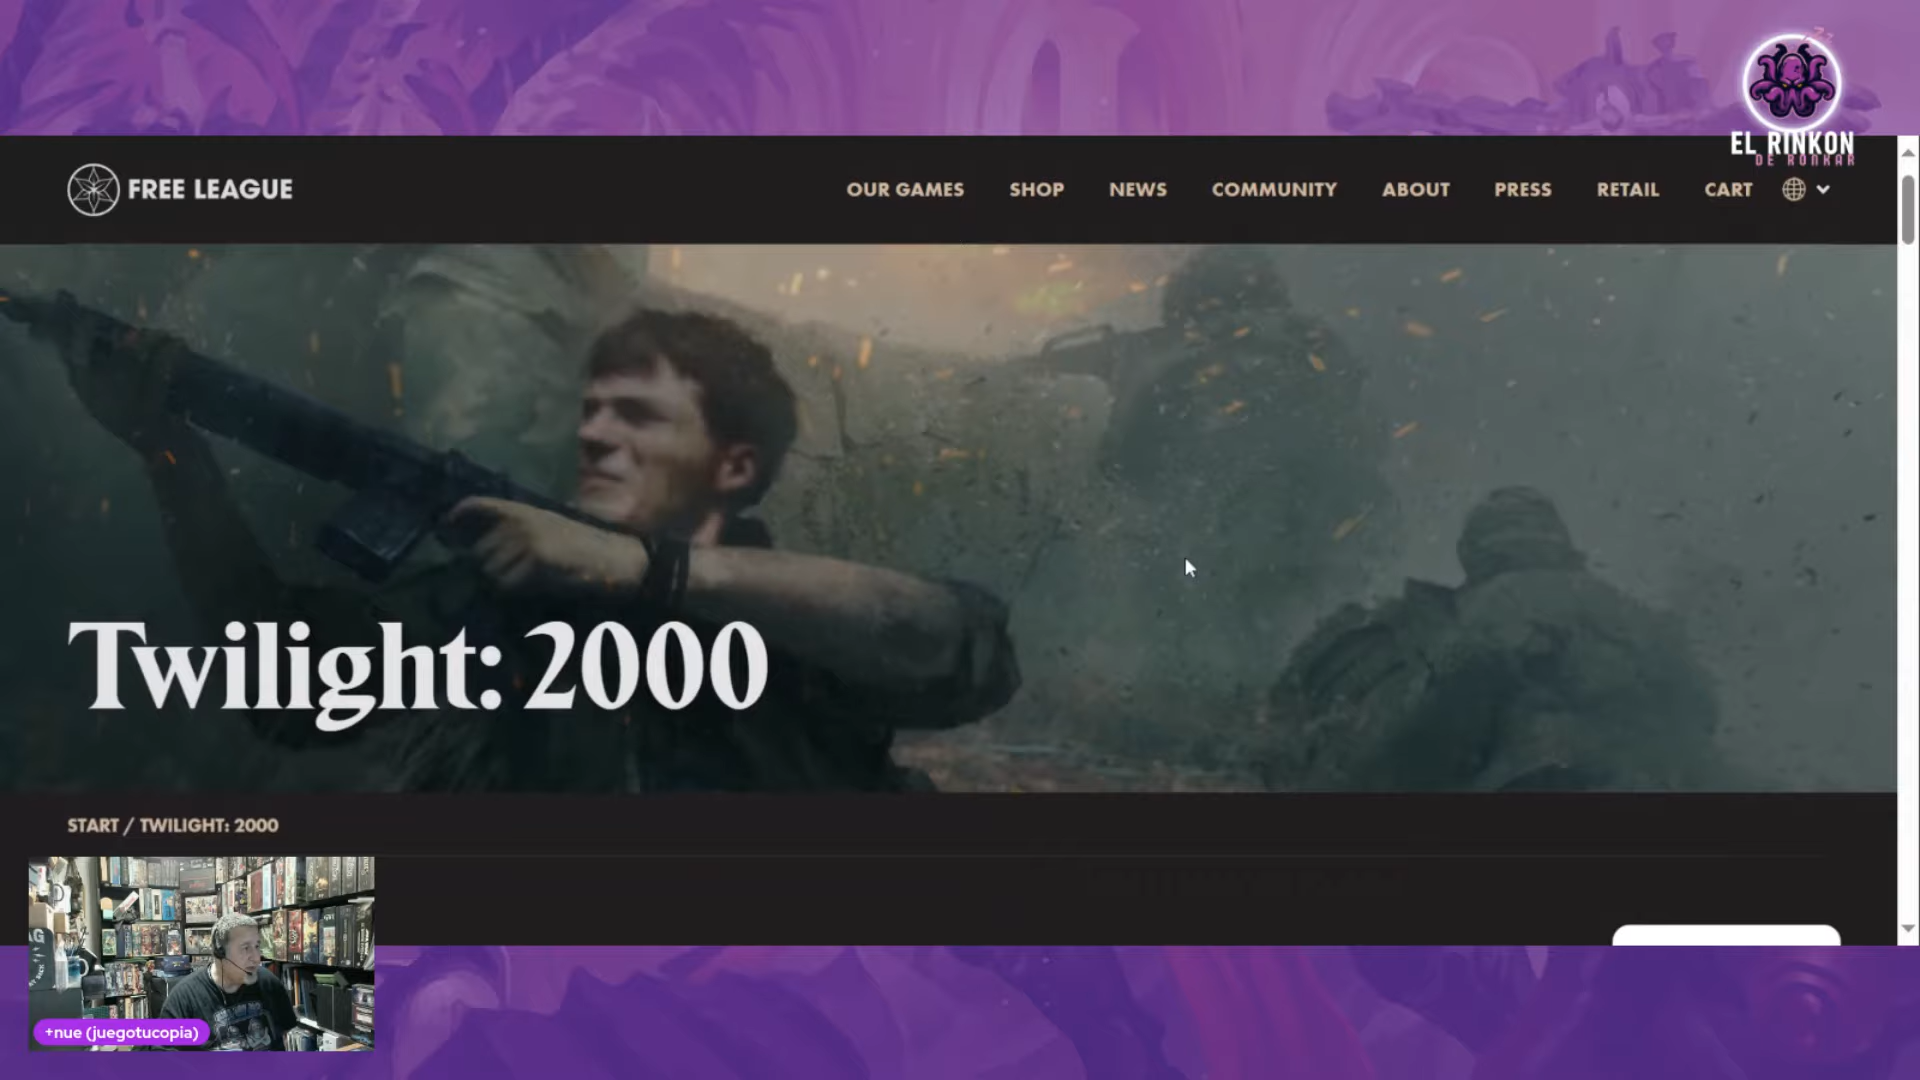 EL RINKON
DE RONKAR
FREE LEAGUE
OUR GAMES
SHOP
NEWS
COMMUNITY
ABOUT
PRESS
RETAIL
CART
Twilight: 2000
START / TWILIGHT: 2000
+nue (juegotucopia)